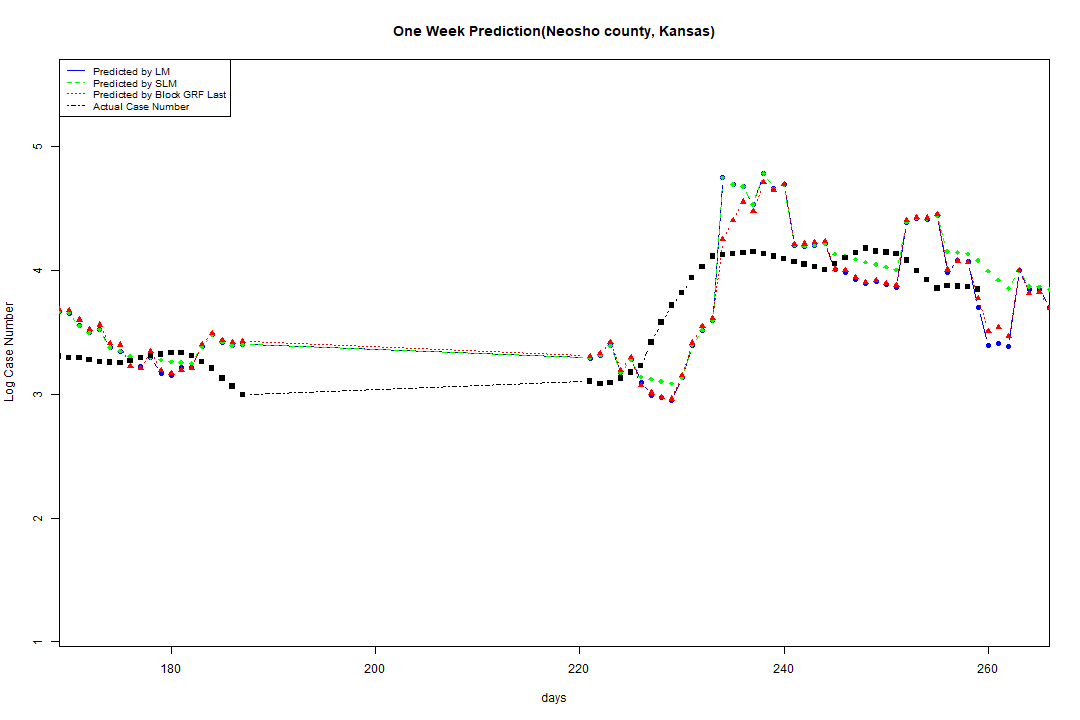 One Week Prediction(Neosho county, Kansas)
Predicted by LM
Predicted by SLM
Predicted by Block GRF Last
Actual Case Number
5
4
3
2
1
Log Case Number
180 200 220 240 260
days